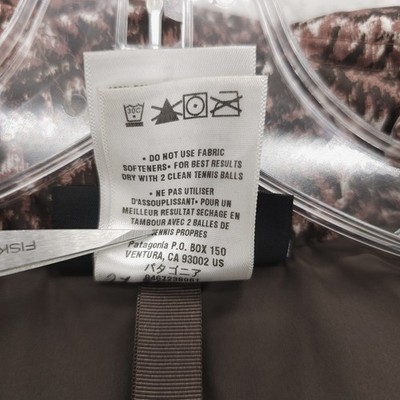 30C
• DO NOT USE FABRIC
SOFTENERS• FOR BEST RESULTS
DRY WITH 2 CLEAN TENNIS BALLS
• NE PAS UTILISER
D'ASSOUPLISSANT• POUR UN
MEILLEUR RESULTAT SECHAGE EN
TAMBOUR AVEC 2 BALLES DE
TENNIS PROPRES
Patagonia P.O. BOX 150
VENTURA, CA 93002 US
パタゴニア
FISK